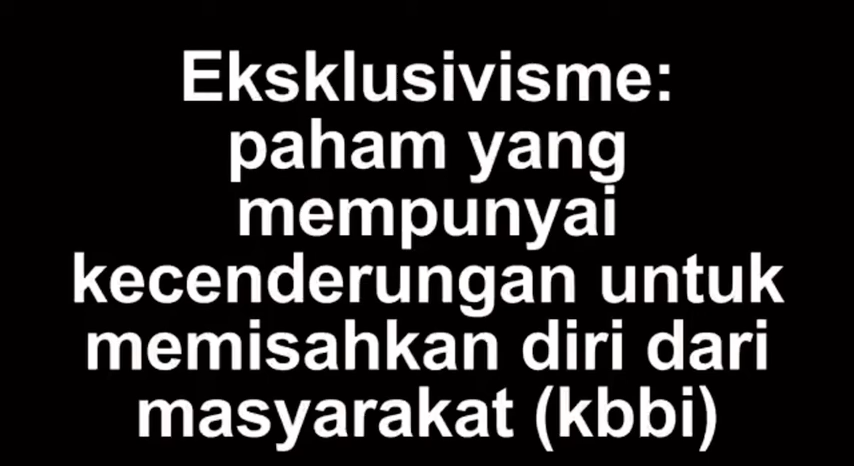 Eksklusivisme:
paham yang
mempunyai
kecenderungan untuk
memisahkan diri dari
masyarakat (kbbi)